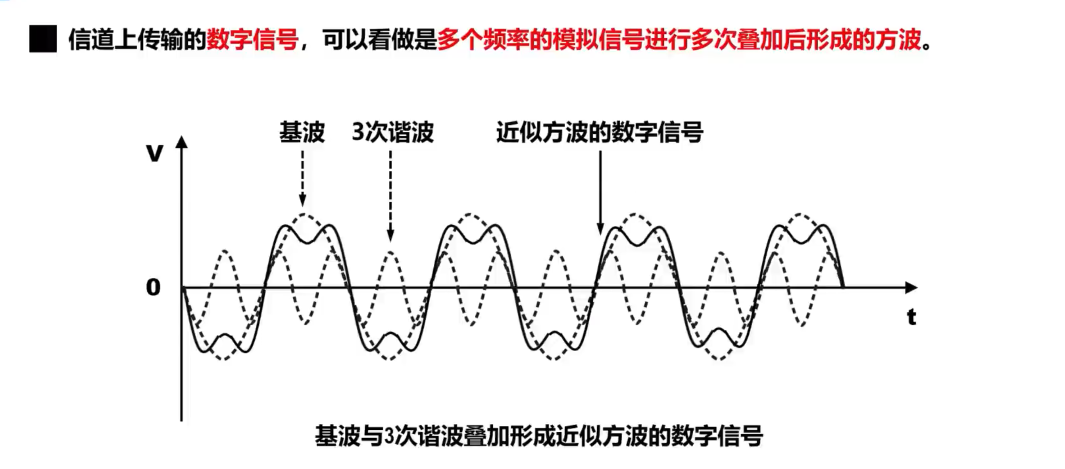 信道上传输的数字信号，可以看做是多个频率的模拟信号进行多次叠加后形成的方波。
基波 3次谐波 近似方波的数字信号
V
0
t
基波与3次谐波叠加形成近似方波的数字信号